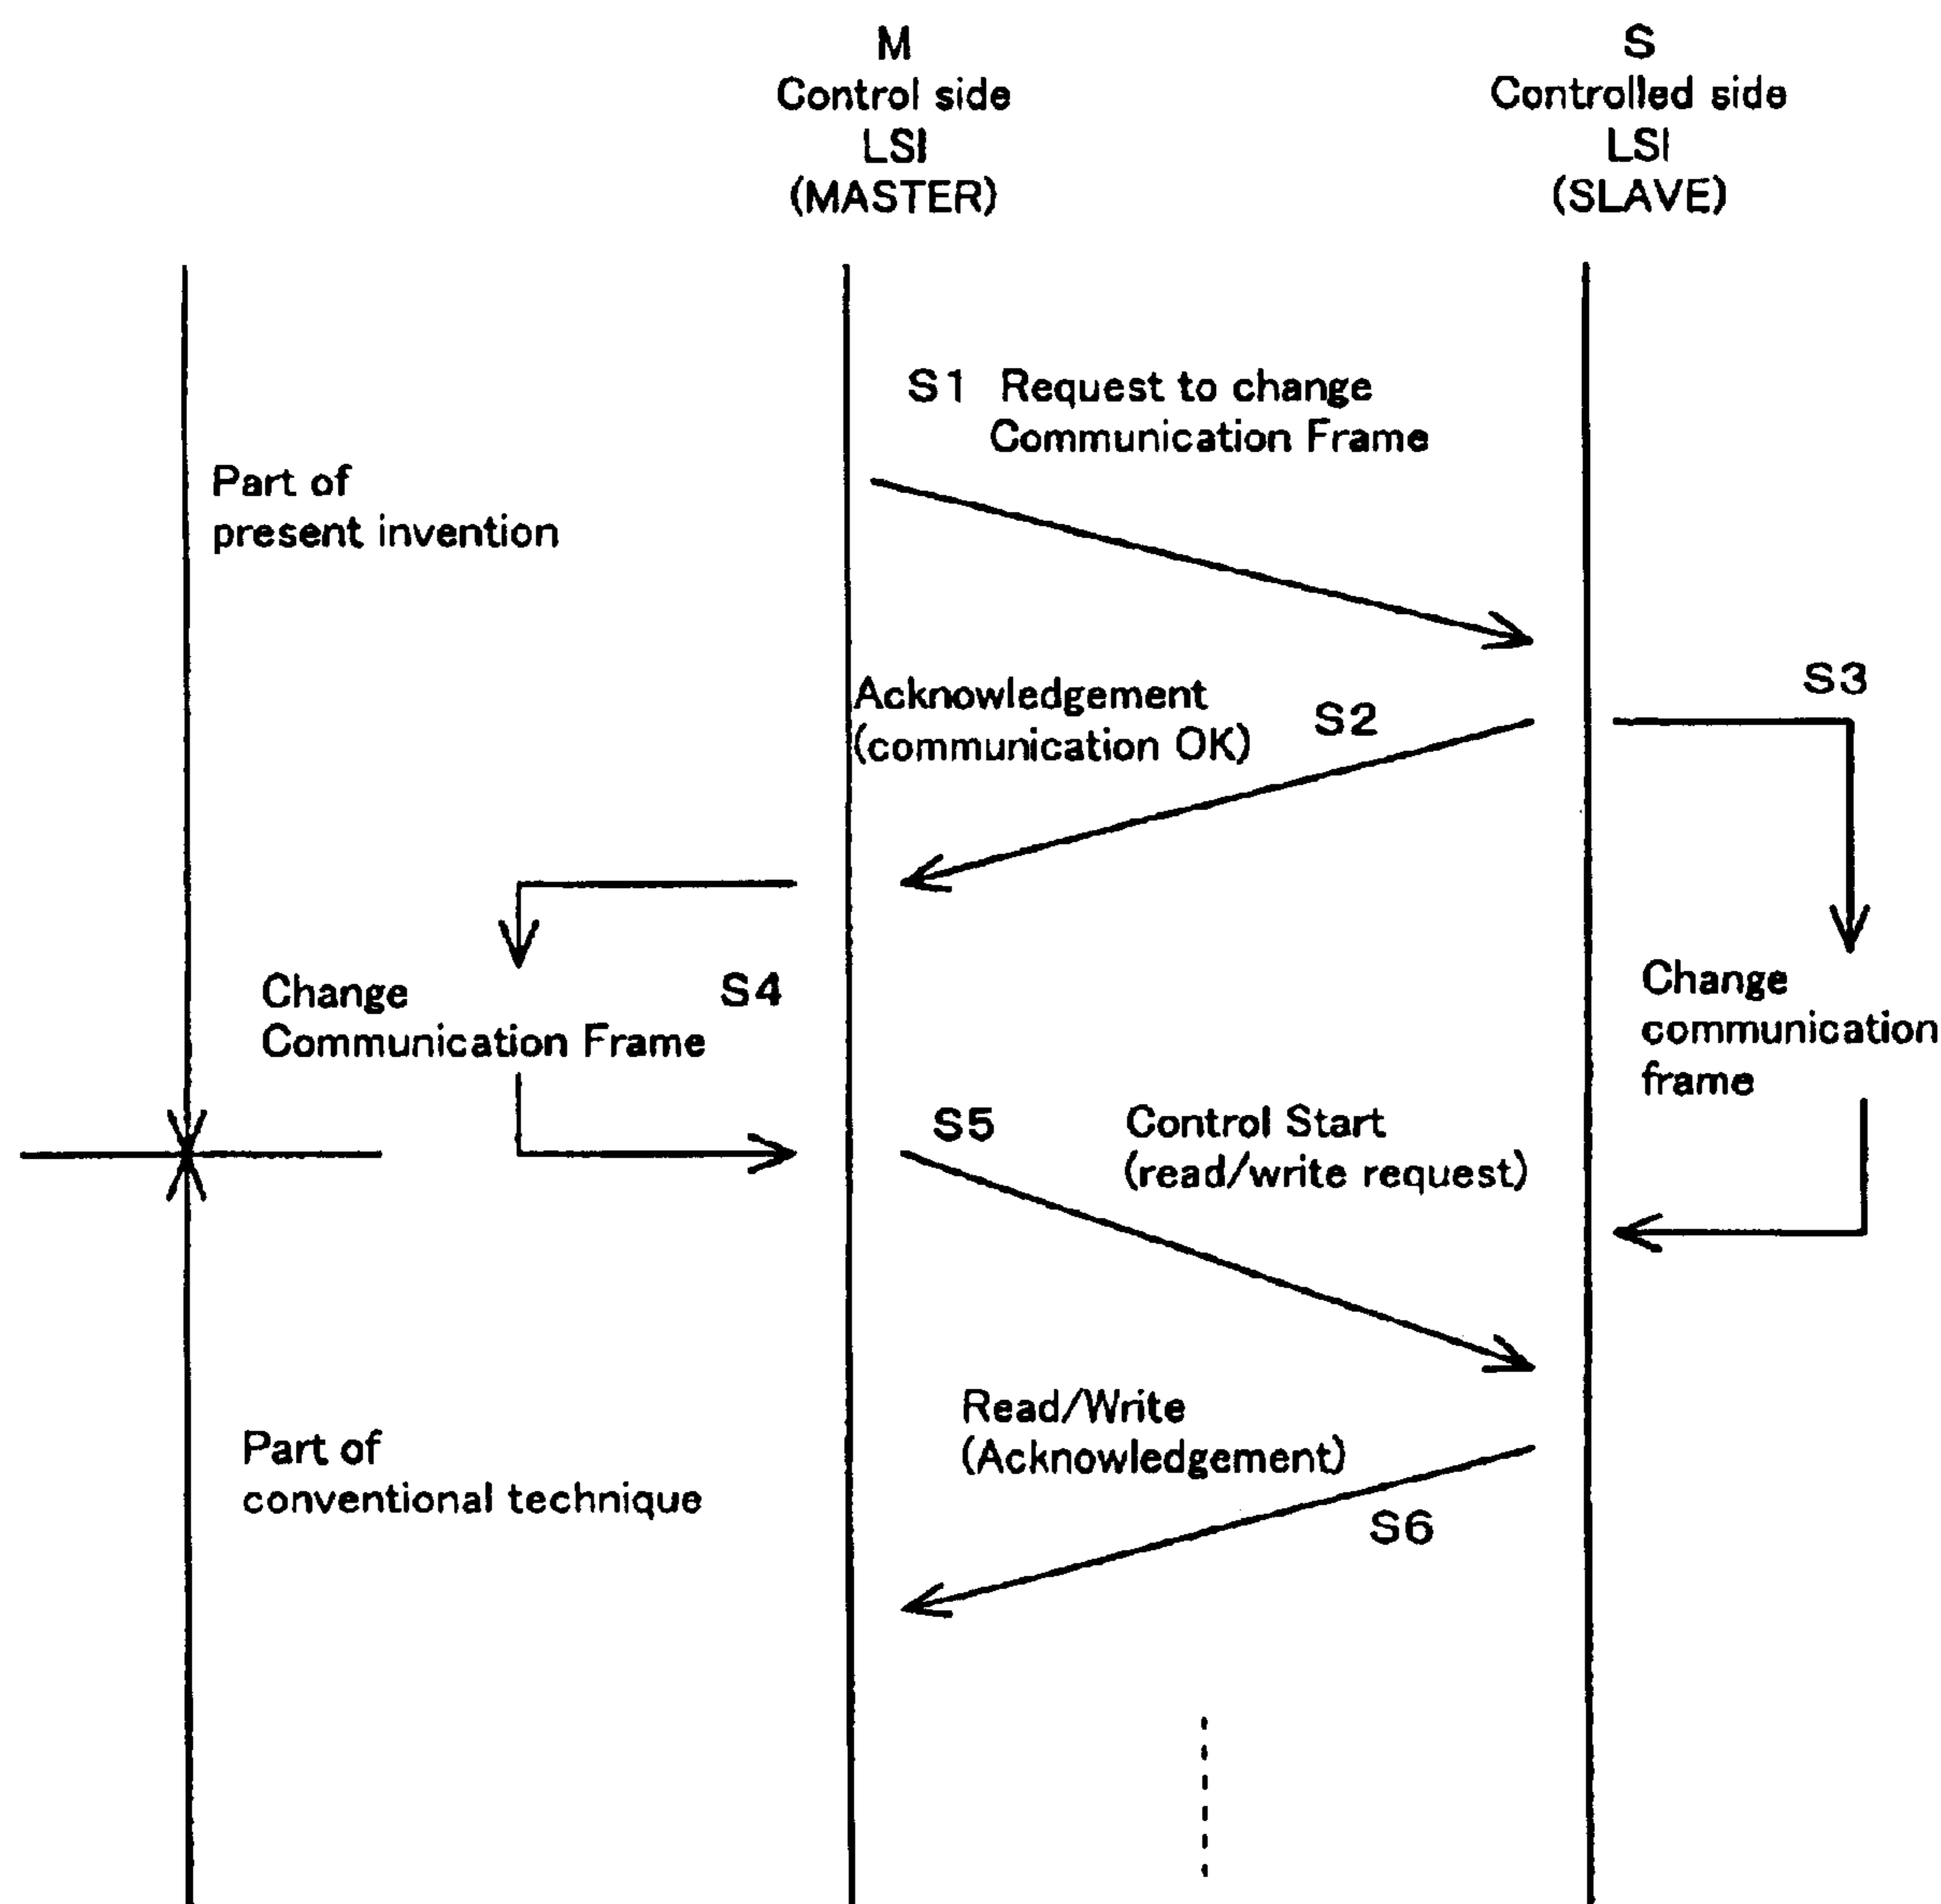 M
Control side
LSI
(MASTER)
S
Controlled side
LSI
(SLAVE)
S1 Request to change
Communication Frame
Part of
present invention
Acknowledgement
(communication OK)
S2
S3
Change
Communication Frame
S4
Change
communication
frame
S5
Control Start
(read/write request)
Read/Write
(Acknowledgement)
S6
Part of
conventional technique